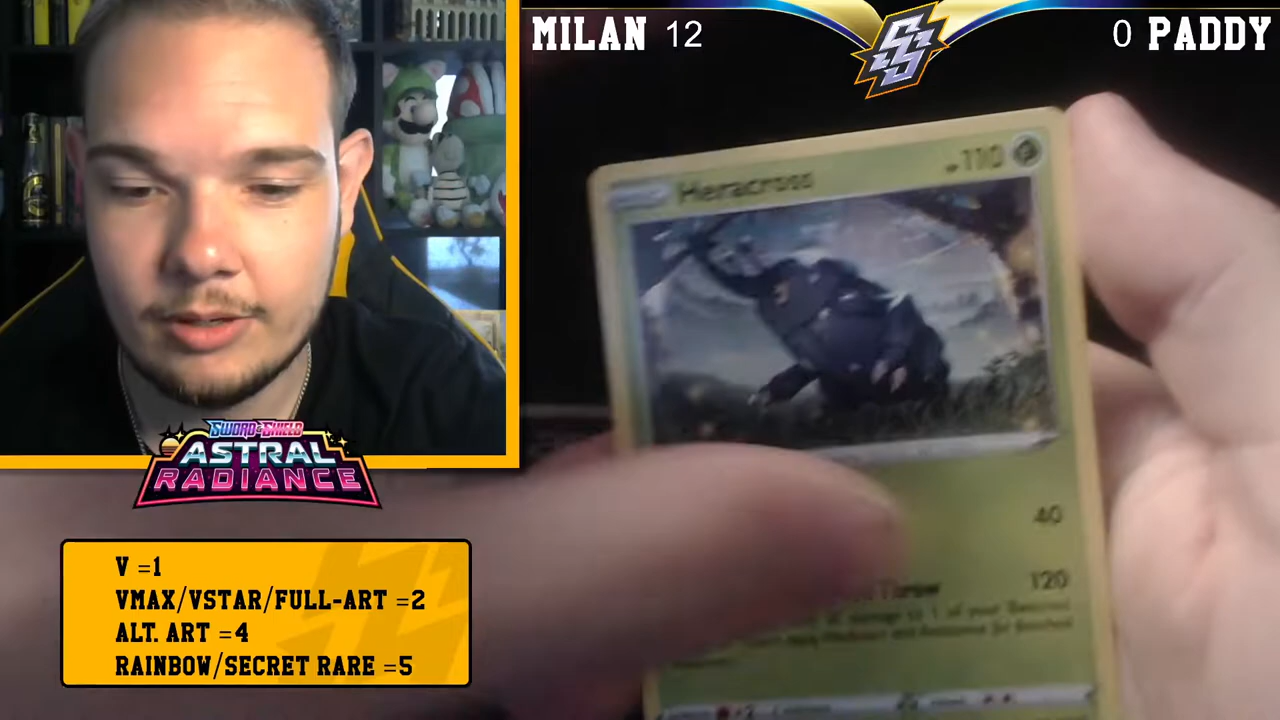 MILAN 12
0 PADDY
Heracross
110
40
Throw 120
SWORD & SHIELD
ASTRAL
RADIANCE
V =1
VMAX/VSTAR/FULL-ART =2
ALT. ART =4
RAINBOW/SECRET RARE =5